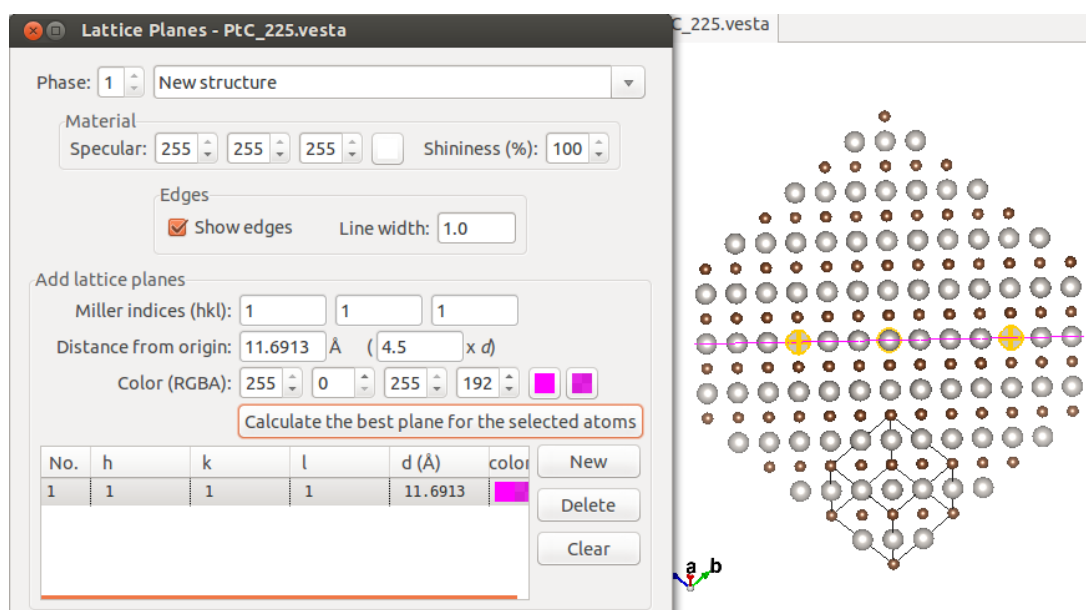 Lattice Planes - PtC_225.vesta
C_225.vesta
Phase: 1 New structure
Material
Specular: 255 255 255 Shininess (%): 100
Edges
Show edges Line width: 1.0
Add lattice planes
Miller indices (hkl): 1 1 1
Distance from origin: 11.6913 Å ( 4.5 x d)
Color (RGBA): 255 0 255 192
Calculate the best plane for the selected atoms
No. h k l d (Å) color
1 1 1 1 11.6913
New
Delete
Clear
a b